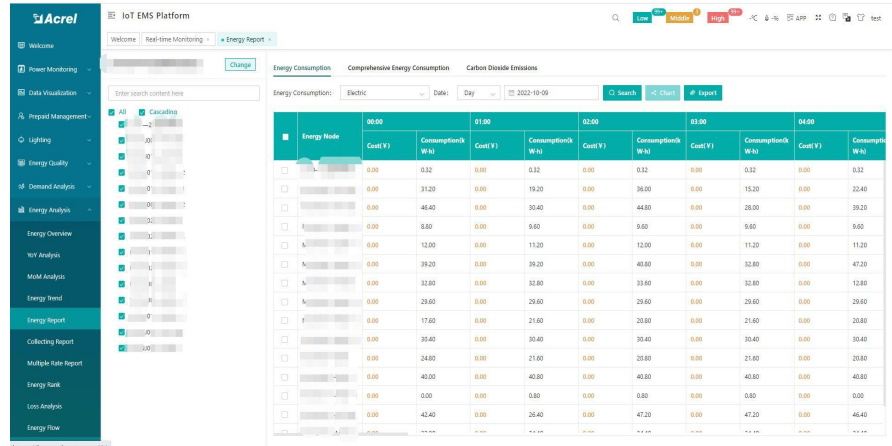 Acrel
IoT EMS Platform
Low 99+ Middle High 99+ -℃ -% APP test
Welcome Real-time Monitoring × Energy Report ×
Welcome
Power Monitoring
Data Visualization
Prepaid Management
Lighting
Energy Quality
Demand Analysis
Energy Analysis
Energy Overview
YoY Analysis
MoM Analysis
Energy Trend
Energy Report
Collecting Report
Multiple Rate Report
Energy Rank
Loss Analysis
Energy Flow
Change
Enter search content here
All Cascading
Energy Consumption Comprehensive Energy Consumption Carbon Dioxide Emissions
Energy Consumption: Electric Date: Day 2022-10-09 Search Chart Export
00:00 01:00 02:00 03:00 04:00
Energy Node
Cost(¥) Consumption(k Cost(¥) Consumption(k Cost(¥) Consumption(k Cost(¥) Consumption(k Cost(¥) Consumptio
W-h) W-h) W-h) W-h) W-h)
0.00 0.32 0.00 0.32 0.00 0.32 0.00 0.32 0.00 0.32
0.00 31.20 0.00 19.20 0.00 36.00 0.00 15.20 0.00 22.40
0.00 46.40 0.00 30.40 0.00 44.80 0.00 28.00 0.00 39.20
0.00 8.80 0.00 9.60 0.00 9.60 0.00 9.60 0.00 9.60
0.00 12.00 0.00 11.20 0.00 12.00 0.00 11.20 0.00 11.20
0.00 39.20 0.00 39.20 0.00 40.80 0.00 32.80 0.00 47.20
0.00 32.80 0.00 32.80 0.00 33.60 0.00 32.80 0.00 12.80
0.00 29.60 0.00 29.60 0.00 29.60 0.00 29.60 0.00 29.60
0.00 17.60 0.00 21.60 0.00 20.80 0.00 21.60 0.00 20.80
0.00 30.40 0.00 30.40 0.00 30.40 0.00 30.40 0.00 30.40
0.00 24.80 0.00 21.60 0.00 20.80 0.00 21.60 0.00 20.80
0.00 40.00 0.00 40.80 0.00 40.80 0.00 40.80 0.00 40.80
0.00 0.00 0.00 0.80 0.00 0.80 0.00 0.80 0.00 0.00
0.00 42.40 0.00 26.40 0.00 47.20 0.00 47.20 0.00 46.40